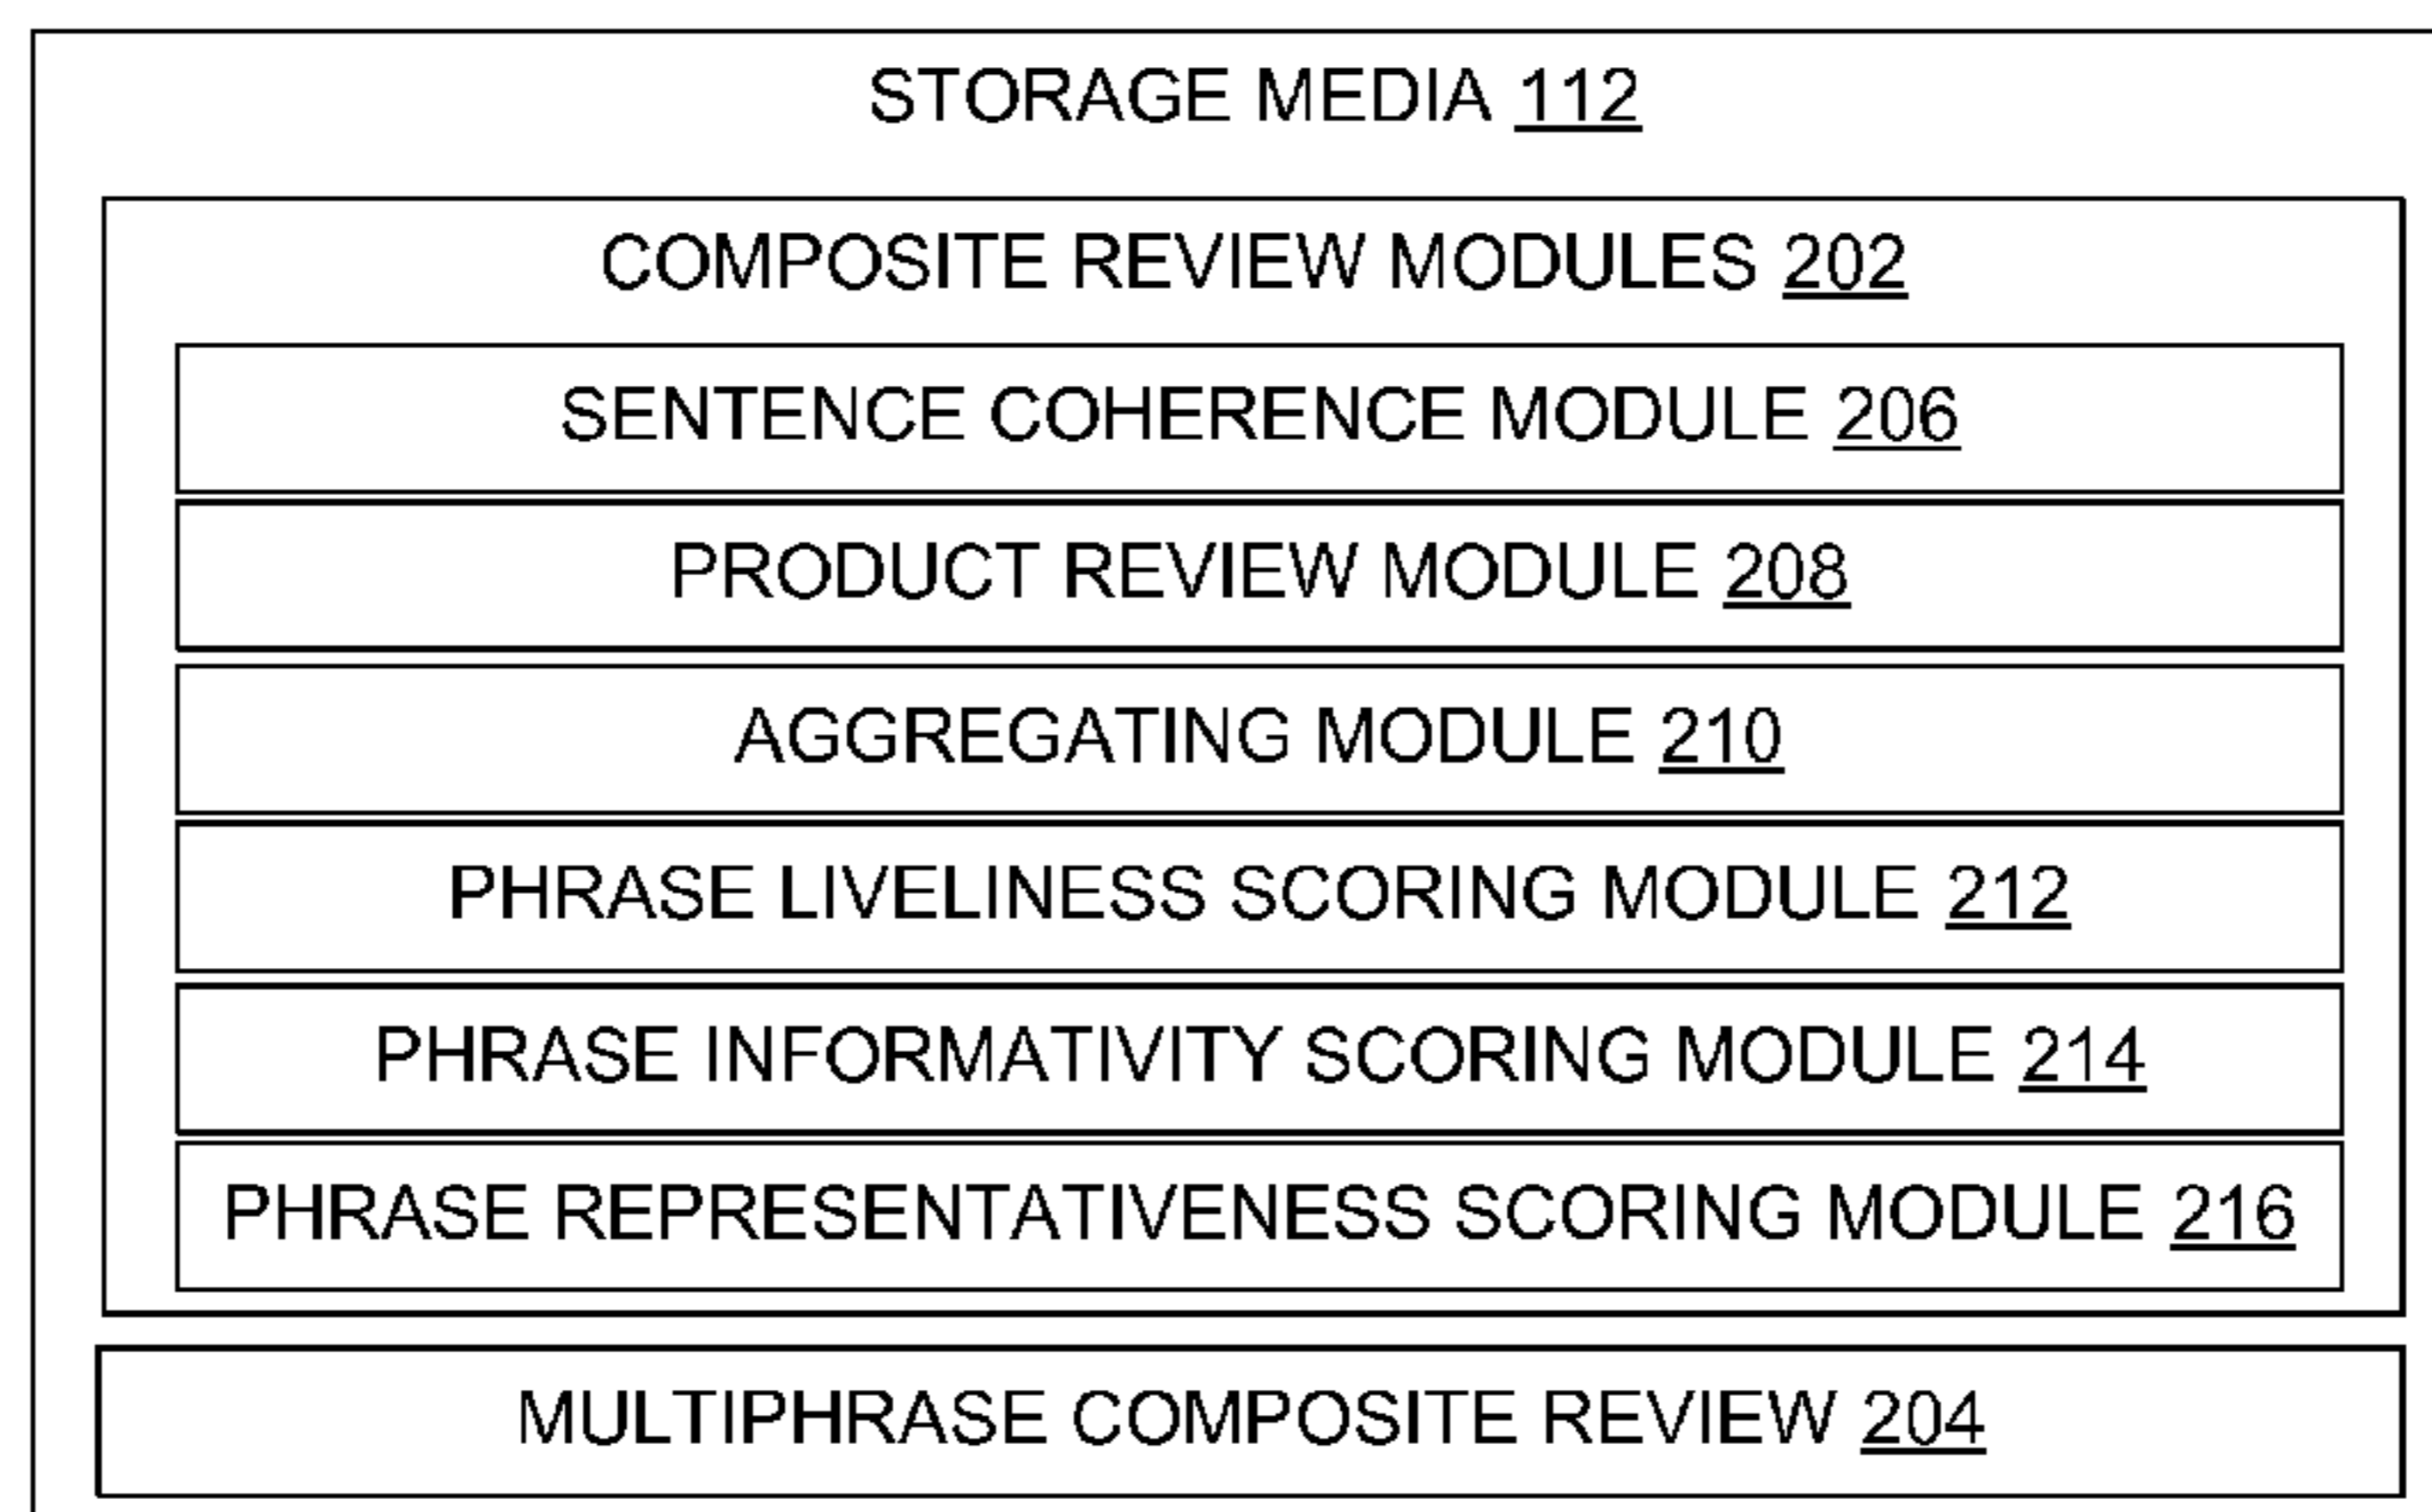 STORAGE MEDIA 112
COMPOSITE REVIEW MODULES 202
SENTENCE COHERENCE MODULE 206
PRODUCT REVIEW MODULE 208
AGGREGATING MODULE 210
PHRASE LIVELINESS SCORING MODULE 212
PHRASE INFORMATIVITY SCORING MODULE 214
PHRASE REPRESENTATIVENESS SCORING MODULE 216
MULTIPHRASE COMPOSITE REVIEW 204